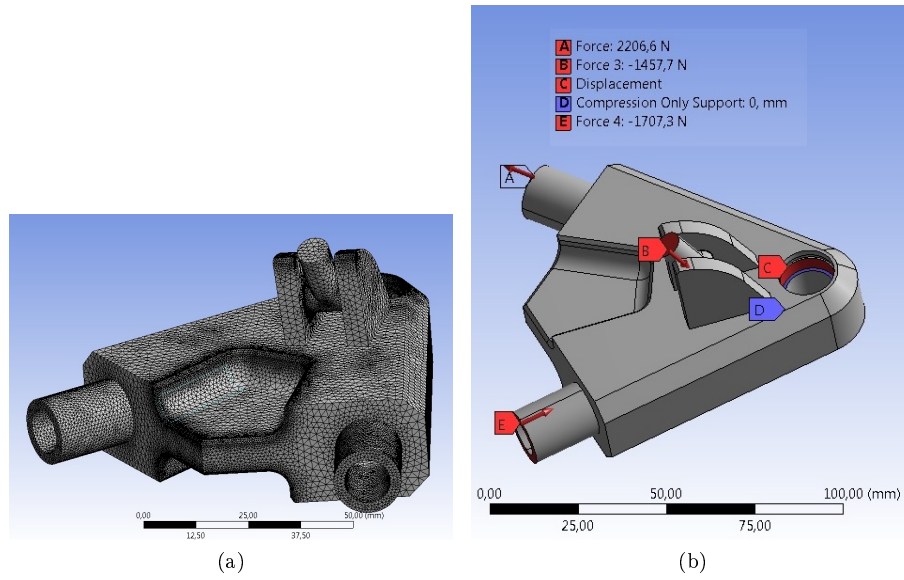 A Force: 2206,6 N
B Force 3: -1457,7 N
C Displacement
D Compression Only Support: 0, mm
E Force 4: -1707,3 N
A
B
C
D
E
0,00 25,00 50,00 (mm)
12,50 37,50
0,00 50,00 100,00 (mm)
25,00 75,00
(a) (b)